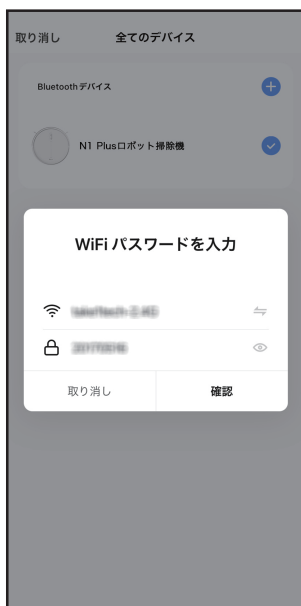 取り消し 全てのデバイス
Bluetooth デバイス
N1 Plusロボット掃除機
WiFi パスワードを入力
取り消し 確認